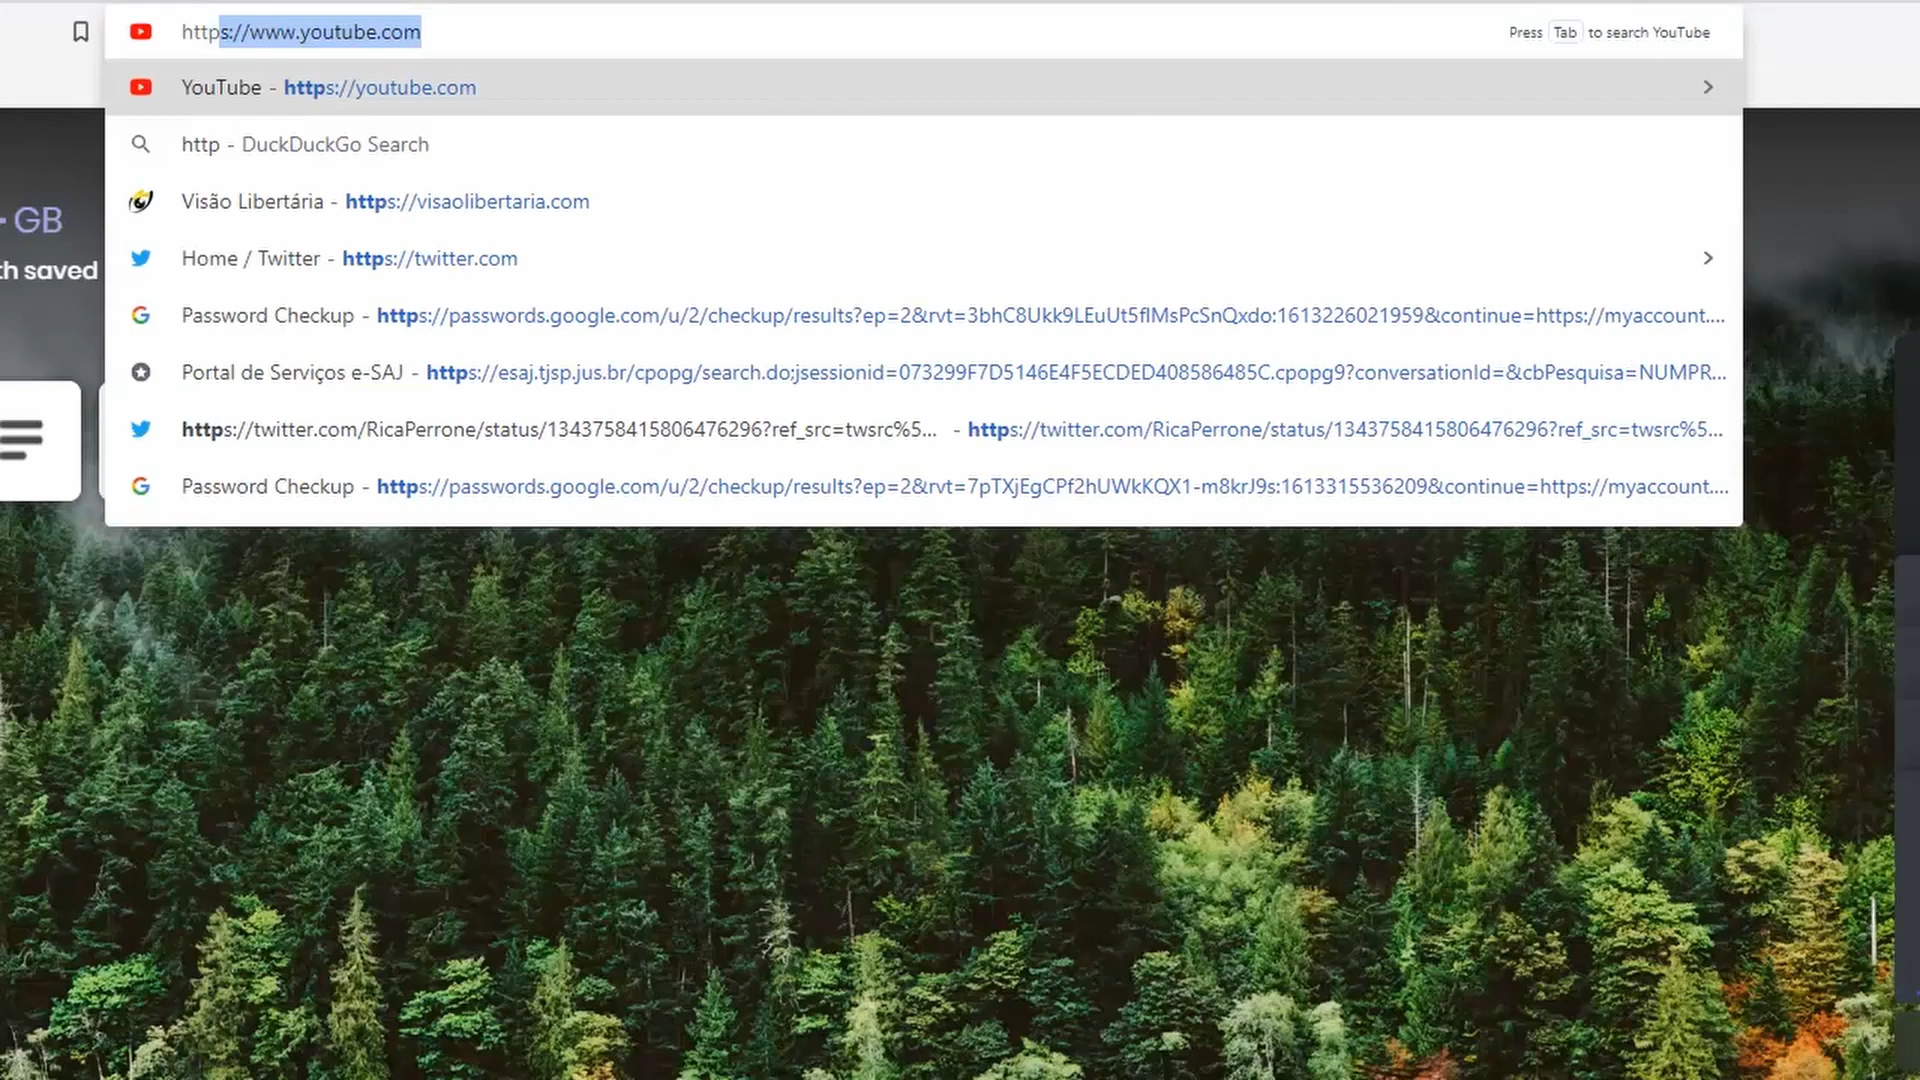 https://www.youtube.com
Press Tab to search YouTube
YouTube - https://youtube.com
http - DuckDuckGo Search
Visão Libertária - https://visaolibertaria.com
GB
Home / Twitter - https://twitter.com
th saved
Password Checkup - https://passwords.google.com/u/2/checkup/results?ep=2&rvt=3bhC8Ukk9LEuUt5flMsPcSnQxdo:1613226021959&continue=https://myaccount....
Portal de Serviços e-SAJ - https://esaj.tjsp.jus.br/cpopg/search.do;jsessionid=073299F7D5146E4F5ECDED408586485C.cpopg9?conversationId=&cbPesquisa=NUMPR...
https://twitter.com/RicaPerrone/status/1343758415806476296?ref_src=twsrc%5... - https://twitter.com/RicaPerrone/status/1343758415806476296?ref_src=twsrc%5...
Password Checkup - https://passwords.google.com/u/2/checkup/results?ep=2&rvt=7pTXjEgCPf2hUWkKQX1-m8krJ9s:1613315536209&continue=https://myaccount....